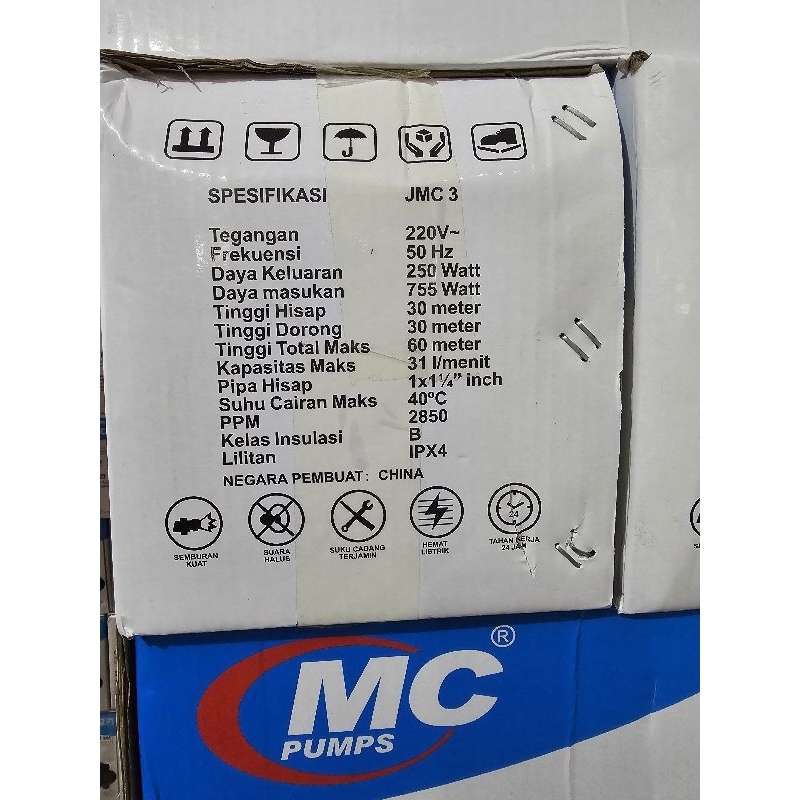 SPESIFIKASI JMC 3
Tegangan 220V~
Frekuensi 50 Hz
Daya Keluaran 250 Watt
Daya masukan 755 Watt
Tinggi Hisap 30 meter
Tinggi Dorong 30 meter
Tinggi Total Maks 60 meter
Kapasitas Maks 31 l/menit
Pipa Hisap 1x1¼” inch
Suhu Cairan Maks 40ºC
PPM 2850
Kelas Insulasi B
Lilitan IPX4
NEGARA PEMBUAT: CHINA
24
SEMBURAN KUAT
SUARA HALUS
SUKU CADANG TERJAMIN
HEMAT LISTRIK
TAHAN KERJA 24 JAM
MC ®
PUMPS